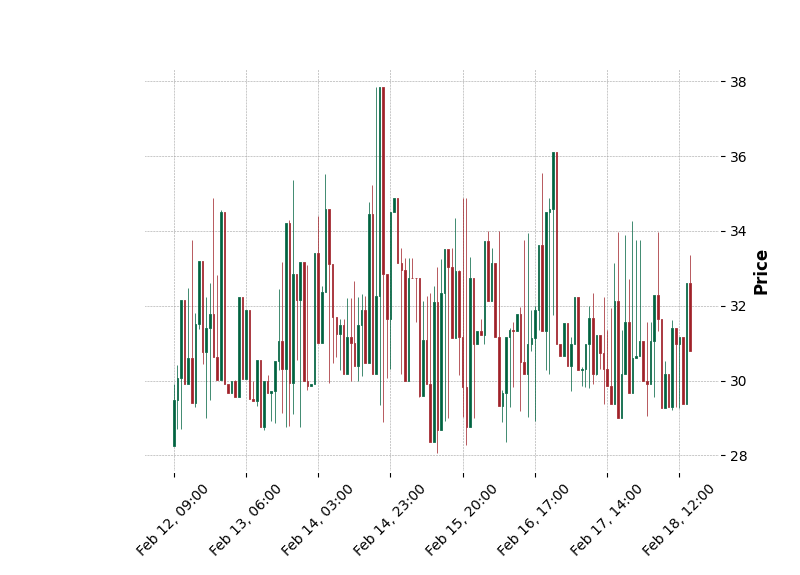 38
36
34
32
30
28
Price
Feb 12, 09:00
Feb 13, 06:00
Feb 14, 03:00
Feb 14, 23:00
Feb 15, 20:00
Feb 16, 17:00
Feb 17, 14:00
Feb 18, 12:00